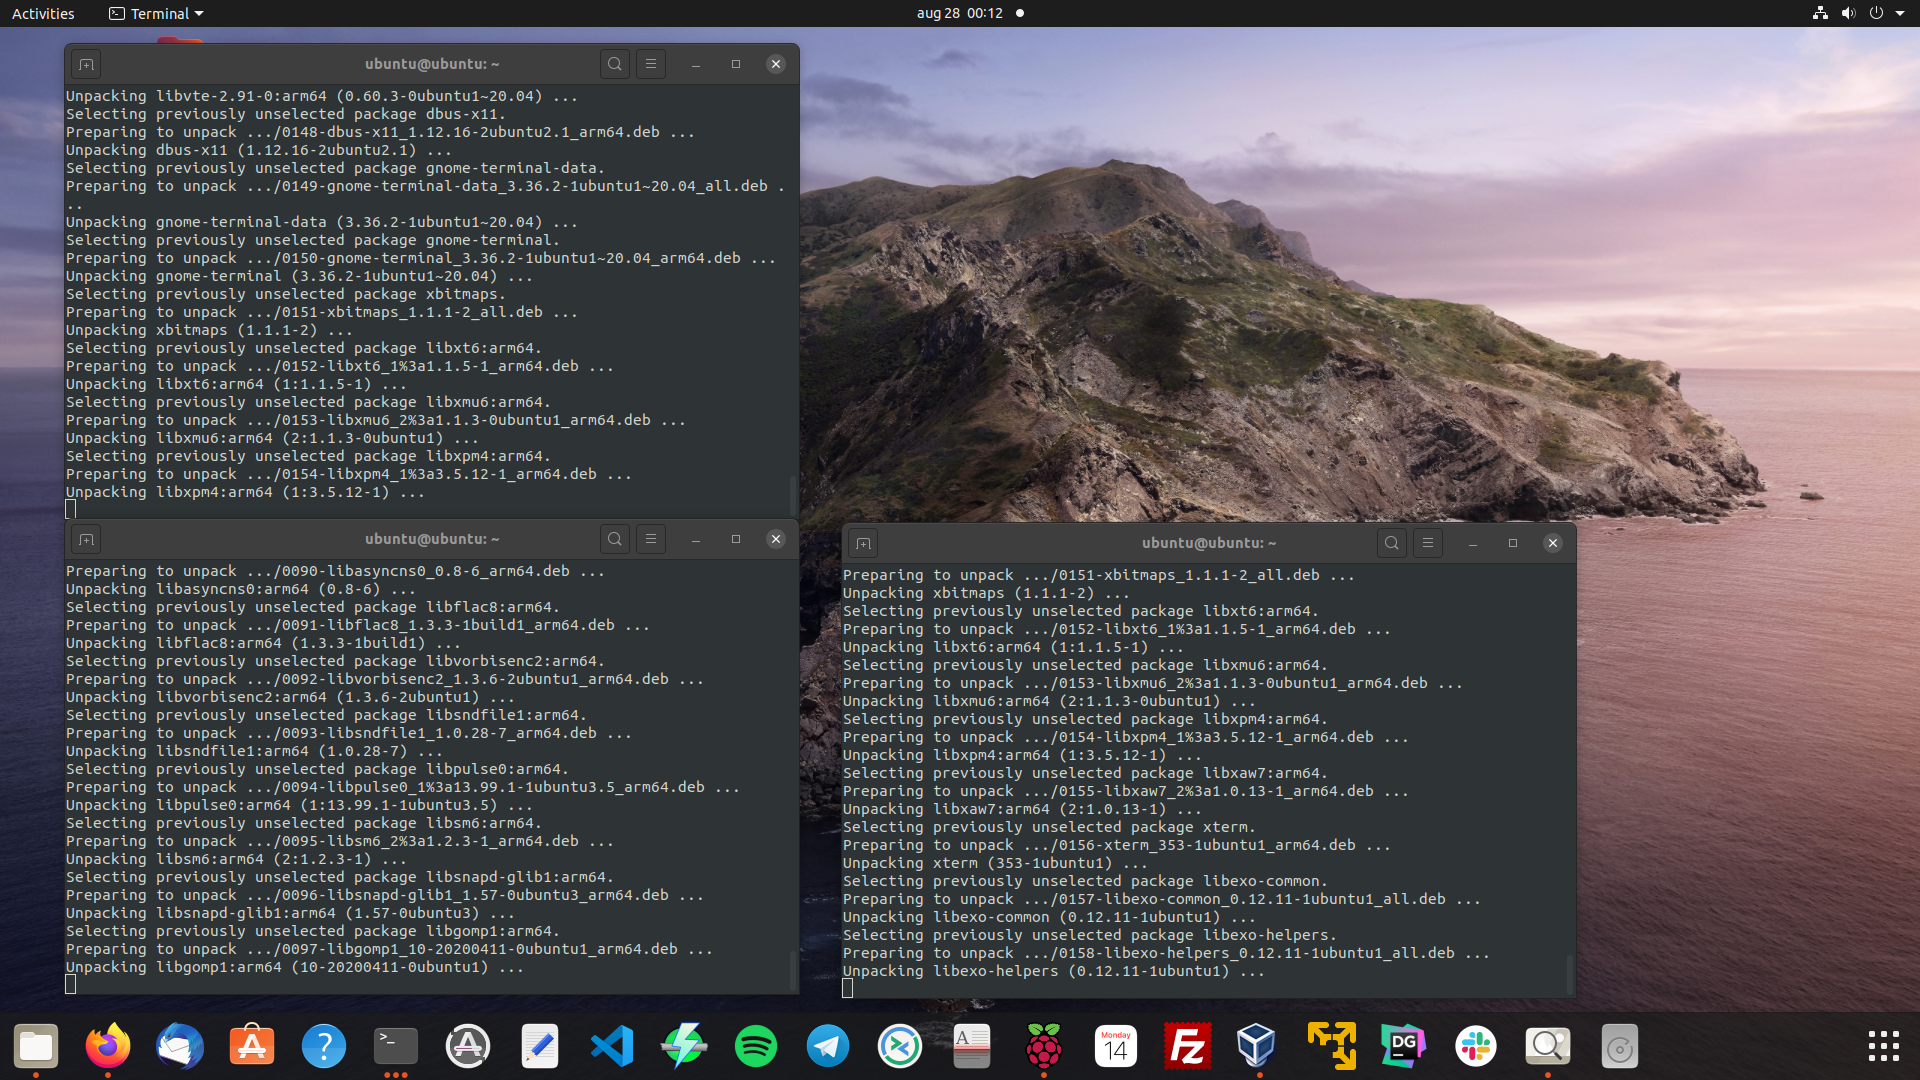 Activities
Terminal
aug 28 00:12
ubuntu@ubuntu: ~
Unpacking libvte-2.91-0:arm64 (0.60.3-0ubuntu1~20.04) ...
Selecting previously unselected package dbus-x11.
Preparing to unpack .../0148-dbus-x11_1.12.16-2ubuntu2.1_arm64.deb ...
Unpacking dbus-x11 (1.12.16-2ubuntu2.1) ...
Selecting previously unselected package gnome-terminal-data.
Preparing to unpack .../0149-gnome-terminal-data_3.36.2-1ubuntu1~20.04_all.deb .
..
Unpacking gnome-terminal-data (3.36.2-1ubuntu1~20.04) ...
Selecting previously unselected package gnome-terminal.
Preparing to unpack .../0150-gnome-terminal_3.36.2-1ubuntu1~20.04_arm64.deb ...
Unpacking gnome-terminal (3.36.2-1ubuntu1~20.04) ...
Selecting previously unselected package xbitmaps.
Preparing to unpack .../0151-xbitmaps_1.1.1-2_all.deb ...
Unpacking xbitmaps (1.1.1-2) ...
Selecting previously unselected package libxt6:arm64.
Preparing to unpack .../0152-libxt6_1%3a1.1.5-1_arm64.deb ...
Unpacking libxt6:arm64 (1:1.1.5-1) ...
Selecting previously unselected package libxmu6:arm64.
Preparing to unpack .../0153-libxmu6_2%3a1.1.3-0ubuntu1_arm64.deb ...
Unpacking libxmu6:arm64 (2:1.1.3-0ubuntu1) ...
Selecting previously unselected package libxpm4:arm64.
Preparing to unpack .../0154-libxpm4_1%3a3.5.12-1_arm64.deb ...
Unpacking libxpm4:arm64 (1:3.5.12-1) ...
ubuntu@ubuntu: ~
Preparing to unpack .../0090-libasyncns0_0.8-6_arm64.deb ...
Unpacking libasyncns0:arm64 (0.8-6) ...
Selecting previously unselected package libflac8:arm64.
Preparing to unpack .../0091-libflac8_1.3.3-1build1_arm64.deb ...
Unpacking libflac8:arm64 (1.3.3-1build1) ...
Selecting previously unselected package libvorbisenc2:arm64.
Preparing to unpack .../0092-libvorbisenc2_1.3.6-2ubuntu1_arm64.deb ...
Unpacking libvorbisenc2:arm64 (1.3.6-2ubuntu1) ...
Selecting previously unselected package libsndfile1:arm64.
Preparing to unpack .../0093-libsndfile1_1.0.28-7_arm64.deb ...
Unpacking libsndfile1:arm64 (1.0.28-7) ...
Selecting previously unselected package libpulse0:arm64.
Preparing to unpack .../0094-libpulse0_1%3a13.99.1-1ubuntu3.5_arm64.deb ...
Unpacking libpulse0:arm64 (1:13.99.1-1ubuntu3.5) ...
Selecting previously unselected package libsm6:arm64.
Preparing to unpack .../0095-libsm6_2%3a1.2.3-1_arm64.deb ...
Unpacking libsm6:arm64 (2:1.2.3-1) ...
Selecting previously unselected package libsnapd-glib1:arm64.
Preparing to unpack .../0096-libsnapd-glib1_1.57-0ubuntu3_arm64.deb ...
Unpacking libsnapd-glib1:arm64 (1.57-0ubuntu3) ...
Selecting previously unselected package libgomp1:arm64.
Preparing to unpack .../0097-libgomp1_10-20200411-0ubuntu1_arm64.deb ...
Unpacking libgomp1:arm64 (10-20200411-0ubuntu1) ...
ubuntu@ubuntu: ~
Preparing to unpack .../0151-xbitmaps_1.1.1-2_all.deb ...
Unpacking xbitmaps (1.1.1-2) ...
Selecting previously unselected package libxt6:arm64.
Preparing to unpack .../0152-libxt6_1%3a1.1.5-1_arm64.deb ...
Unpacking libxt6:arm64 (1:1.1.5-1) ...
Selecting previously unselected package libxmu6:arm64.
Preparing to unpack .../0153-libxmu6_2%3a1.1.3-0ubuntu1_arm64.deb ...
Unpacking libxmu6:arm64 (2:1.1.3-0ubuntu1) ...
Selecting previously unselected package libxpm4:arm64.
Preparing to unpack .../0154-libxpm4_1%3a3.5.12-1_arm64.deb ...
Unpacking libxpm4:arm64 (1:3.5.12-1) ...
Selecting previously unselected package libxaw7:arm64.
Preparing to unpack .../0155-libxaw7_2%3a1.0.13-1_arm64.deb ...
Unpacking libxaw7:arm64 (2:1.0.13-1) ...
Selecting previously unselected package xterm.
Preparing to unpack .../0156-xterm_353-1ubuntu1_arm64.deb ...
Unpacking xterm (353-1ubuntu1) ...
Selecting previously unselected package libexo-common.
Preparing to unpack .../0157-libexo-common_0.12.11-1ubuntu1_all.deb ...
Unpacking libexo-common (0.12.11-1ubuntu1) ...
Selecting previously unselected package libexo-helpers.
Preparing to unpack .../0158-libexo-helpers_0.12.11-1ubuntu1_all.deb ...
Unpacking libexo-helpers (0.12.11-1ubuntu1) ...
?
>_
A
Monday
14
FZ
DG